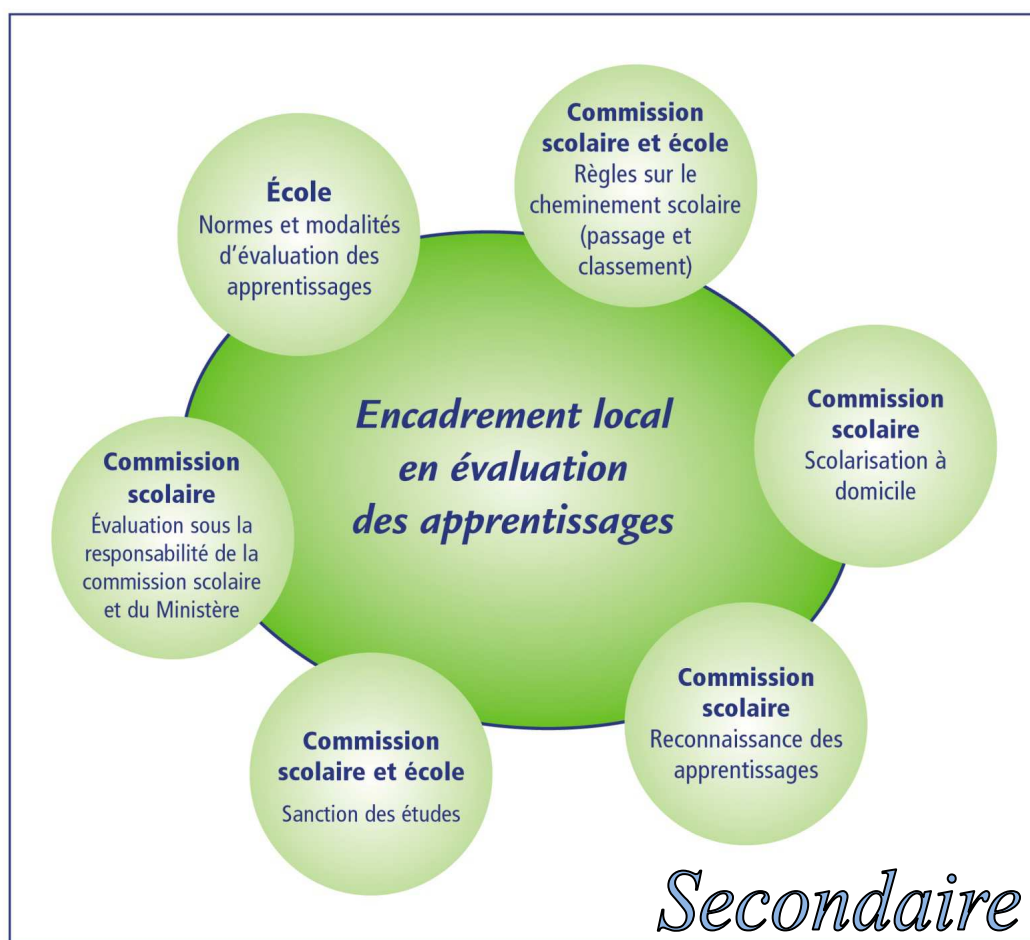 Commission
scolaire et école
Règles sur le
cheminement scolaire
(passage et
classement)
École
Normes et modalités
d'évaluation des
apprentissages
Encadrement local
en évaluation
des apprentissages
Commission
scolaire
Scolarisation à
domicile
Commission
scolaire
Évaluation sous la
responsabilité de la
commission scolaire
et du Ministère
Commission
scolaire
Reconnaissance des
apprentissages
Commission
scolaire et école
Sanction des études
Secondaire